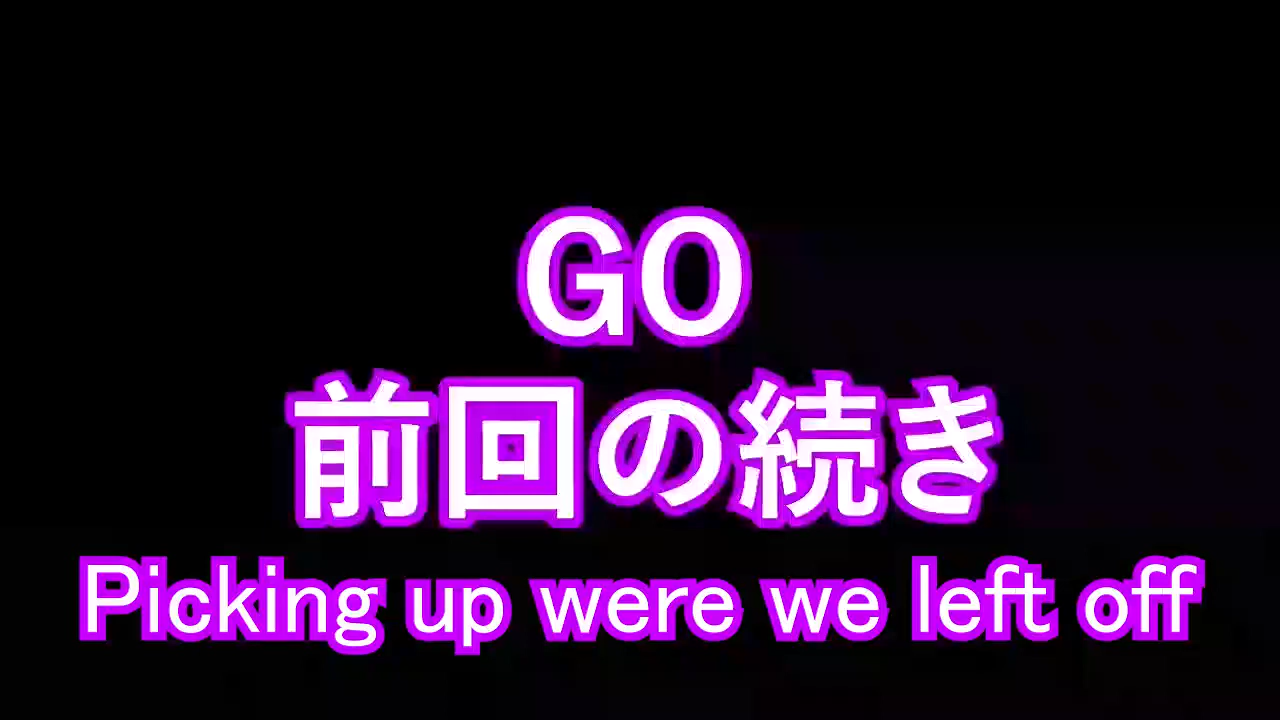 GO
前回の続き
Picking up were we left off